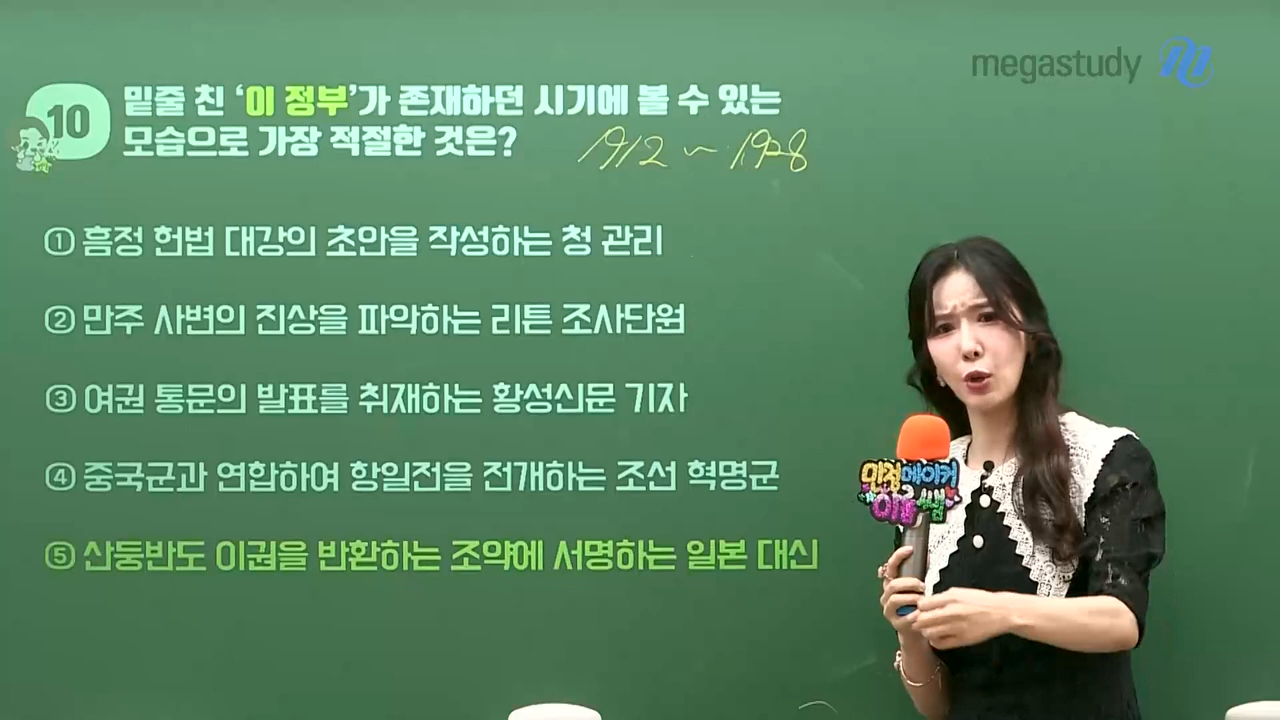 megastudy
10
밑줄 친 ‘이 정부’가 존재하던 시기에 볼 수 있는
모습으로 가장 적절한 것은?
1912 ~ 1928
① 흠정 헌법 대강의 초안을 작성하는 청 관리
② 만주 사변의 진상을 파악하는 리튼 조사단원
③ 여권 통문의 발표를 취재하는 황성신문 기자
④ 중국군과 연합하여 항일전을 전개하는 조선 혁명군
⑤ 산둥반도 이권을 반환하는 조약에 서명하는 일본 대신
만점메이커